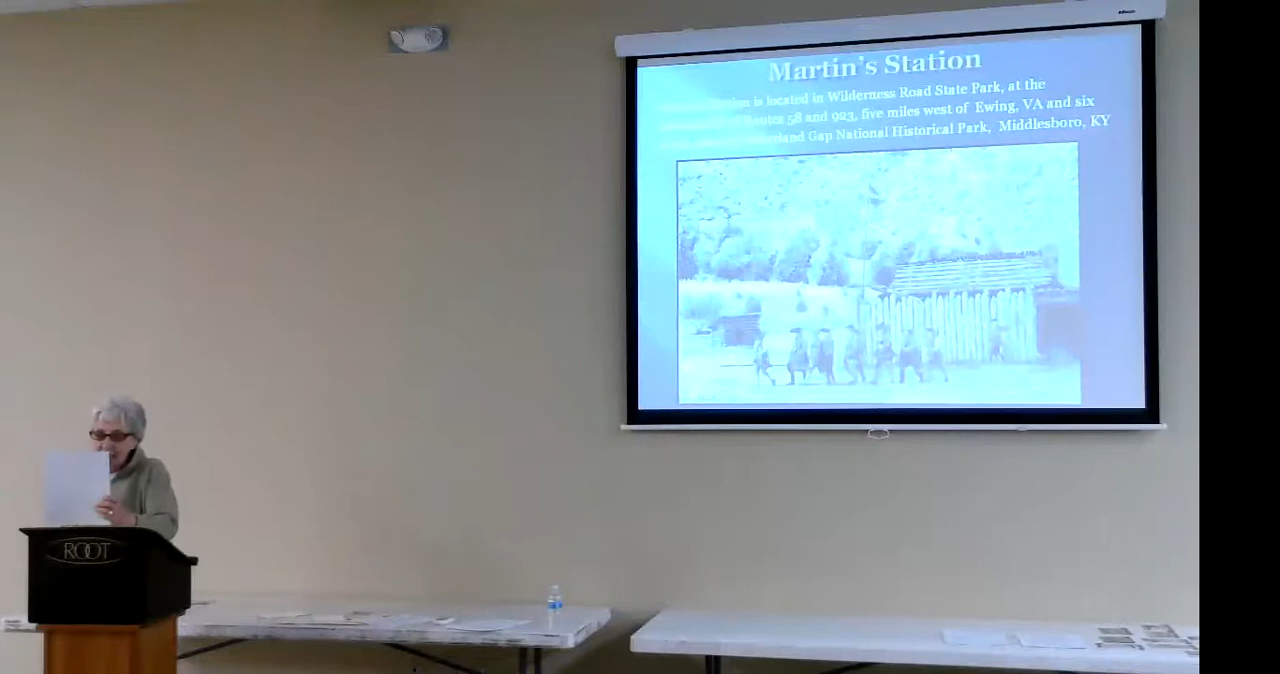 Martin's Station
is located in Wilderness Road State Park, at the
Routes 58 and 923, five miles west of Ewing, VA and six
Gap National Historical Park, Middlesboro, KY
ROOT